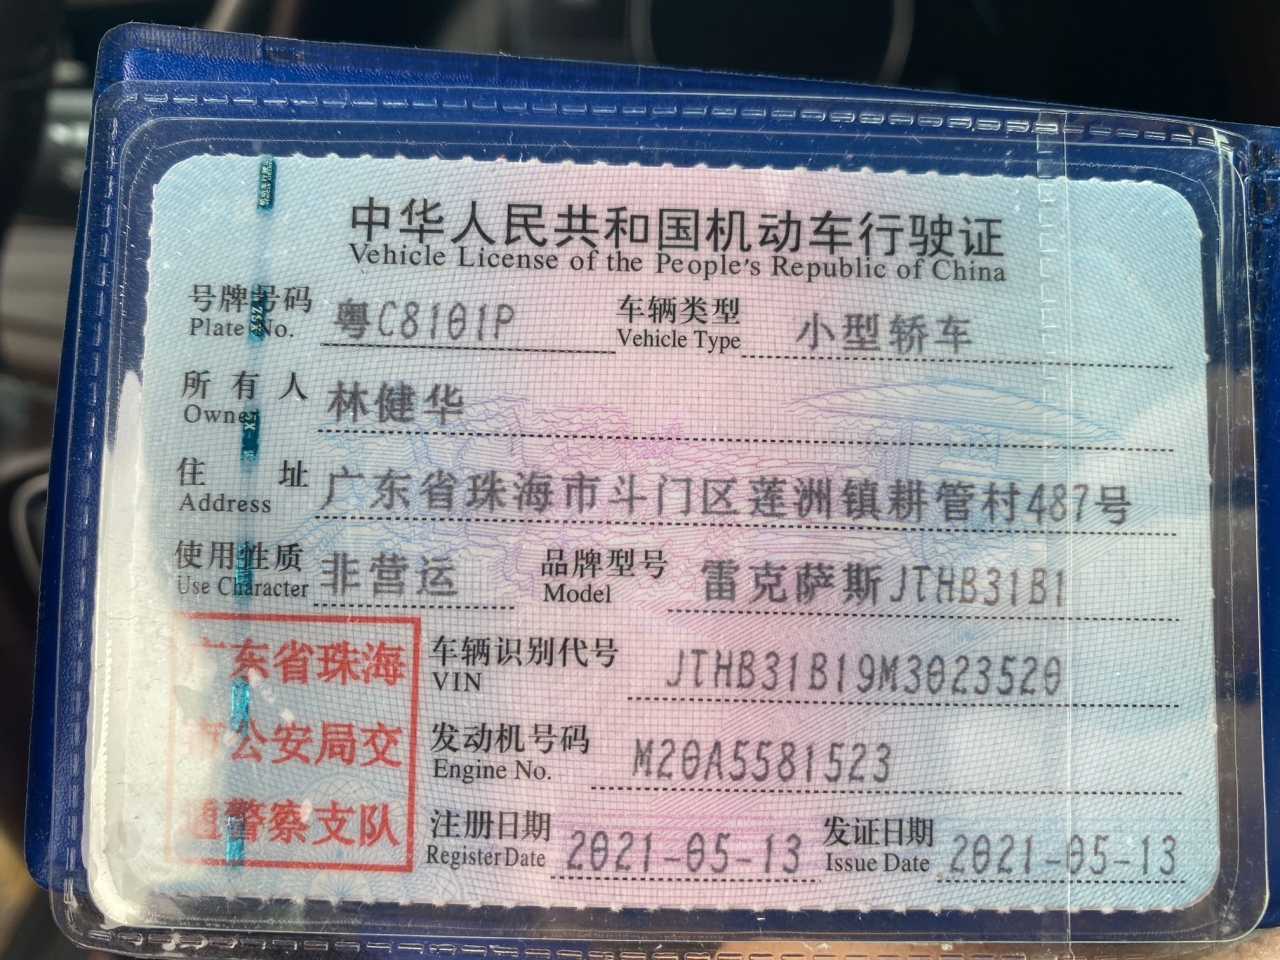 中华人民共和国机动车行驶证
Vehicle License of the People's Republic of China
号牌号码 粤C8101P 车辆类型 小型轿车
Plate No. Vehicle Type
所有人 林健华
Owner
住址 广东省珠海市斗门区莲洲镇耕管村487号
Address
使用性质 非营运 品牌型号 雷克萨斯JTHB31B1
Use Character Model
车辆识别代号 JTHB31B19M3023520
VIN
发动机号码 M20A5581523
Engine No.
注册日期 2021-05-13 发证日期 2021-05-13
Register Date Issue Date
广东省珠海
市公安局交
通警察支队